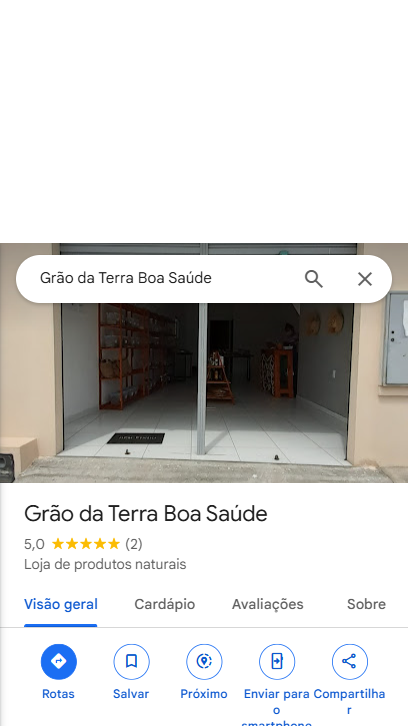 Grão da Terra Boa Saúde
Grão da Terra Boa Saúde
5,0 (2)
Loja de produtos naturais
Visão geral Cardápio Avaliações Sobre
Rotas Salvar Próximo Enviar para o smartphone Compartilhar